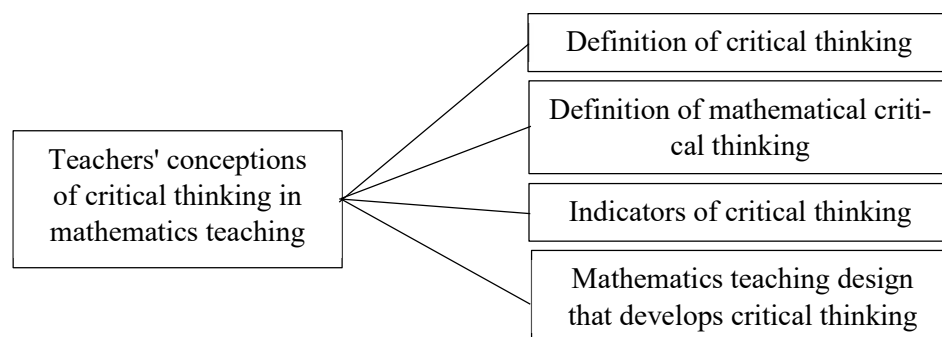 Teachers' conceptions
of critical thinking in
mathematics teaching
Definition of critical thinking
Definition of mathematical criti-
cal thinking
Indicators of critical thinking
Mathematics teaching design
that develops critical thinking